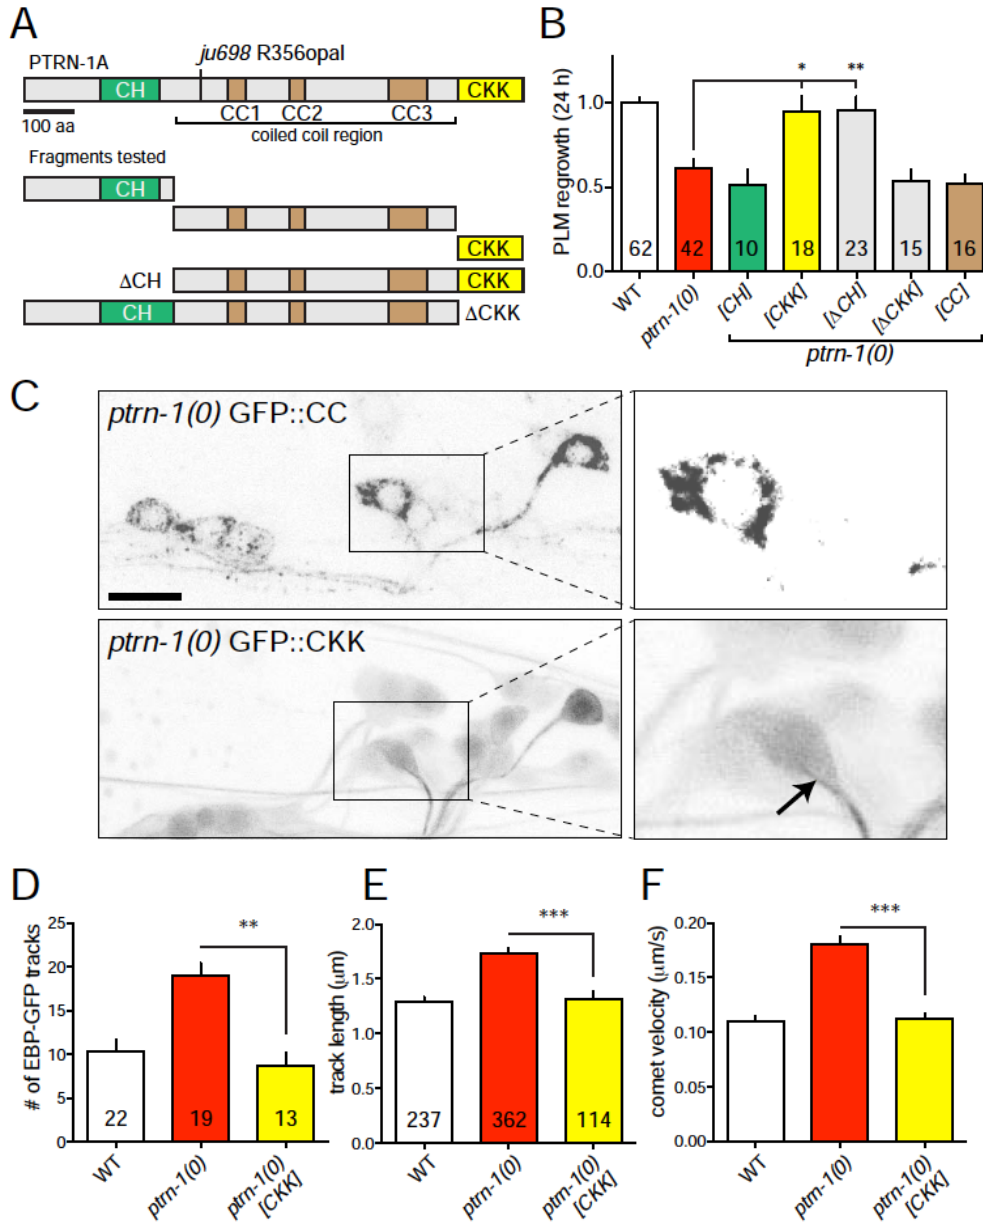 A
ju698 R356opal
PTRN-1A
CH
CKK
CC1 CC2 CC3
100 aa
coiled coil region
Fragments tested
CH
CKK
ΔCH
CKK
CH
ΔCKK
B
PLM regrowth (24 h)
1.0
0.5
0.0
* **
62 42 10 18 23 15 16
WT
ptrn-1(0)
[CH]
[CKK]
[ΔCH]
[ΔCKK]
[CC]
ptrn-1(0)
C
ptrn-1(0) GFP::CC
ptrn-1(0) GFP::CKK
D
# of EBP-GFP tracks
25
20
15
10
5
0
**
22 19 13
WT
ptrn-1(0)
ptrn-1(0)
[CKK]
E
track length (μm)
2.0
1.5
1.0
0.5
0.0
***
237 362 114
WT
ptrn-1(0)
ptrn-1(0)
[CKK]
F
comet velocity (μm/s)
0.20
0.15
0.10
0.05
0.00
***
WT
ptrn-1(0)
ptrn-1(0)
[CKK]